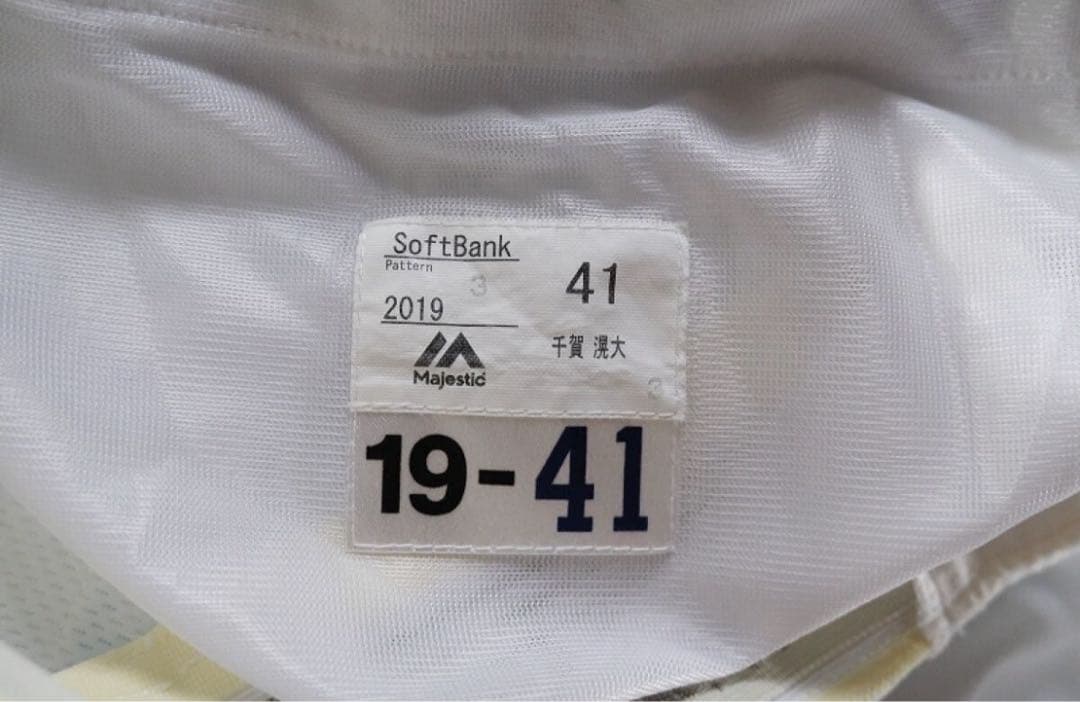 SoftBank
Pattern
3
41
2019
千賀 滉大
Majestic
3
19-41